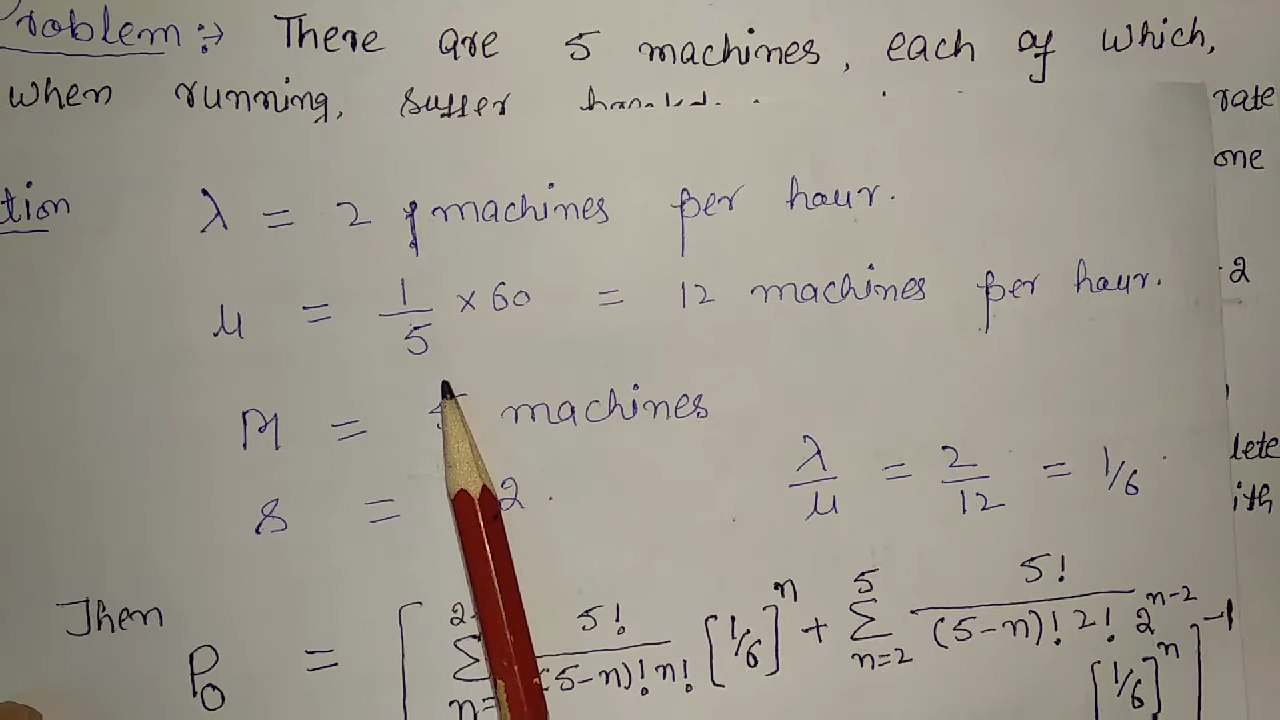 Problem :→ There are 5 machines, each of which,
when running, suffer
rate
one
tion λ = 2 machines per hour.
μ = 1/5 × 60 = 12 machines per hour.
2
M = machines
λ/μ = 2/12 = 1/6
lete
s = 2.
ith
Then
P₀ = [ Σ 5!/(5-n)! n! [1/6]^n + Σ_{n=2}^{5} 5!/((5-n)! 2! 2^{n-2}) [1/6]^n ]^{-1}